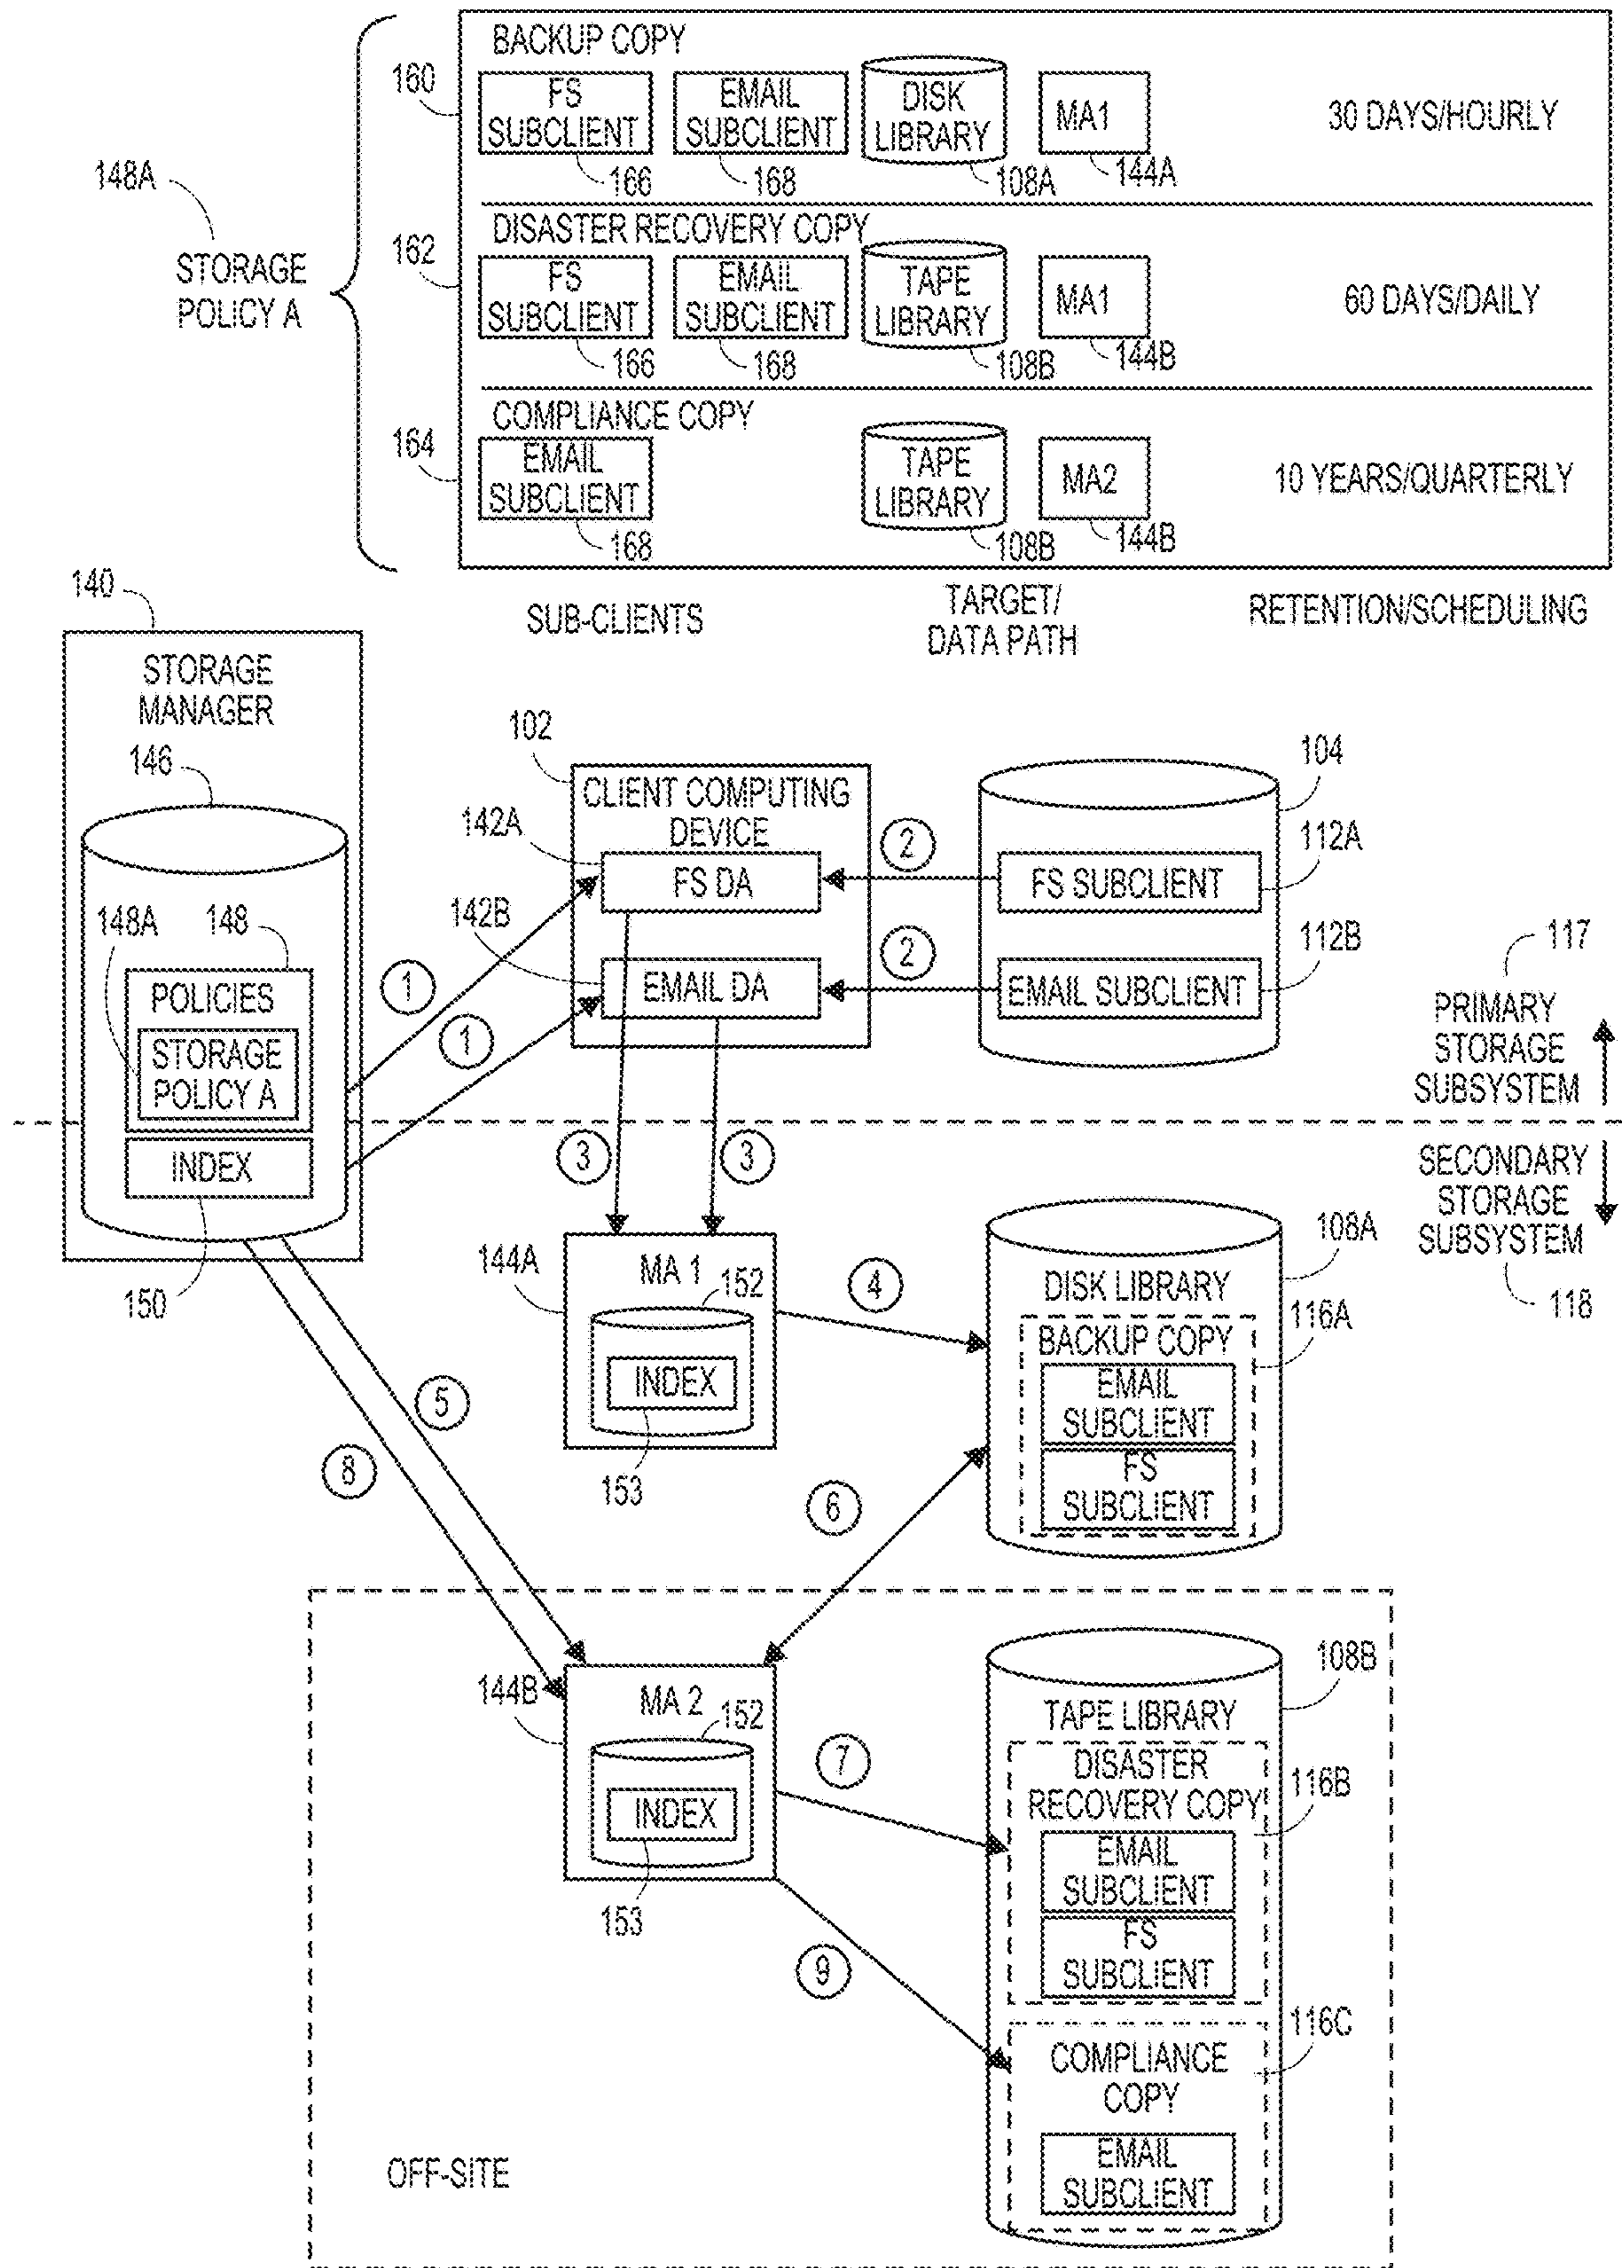 BACKUP COPY
160
FS
SUBCLIENT
EMAIL
SUBCLIENT
DISK
LIBRARY
MA1
30 DAYS/HOURLY
166
168
108A
144A
148A
STORAGE
POLICY A
DISASTER RECOVERY COPY
162
FS
SUBCLIENT
EMAIL
SUBCLIENT
TAPE
LIBRARY
MA1
60 DAYS/DAILY
166
168
108B
144B
COMPLIANCE COPY
164
EMAIL
SUBCLIENT
TAPE
LIBRARY
MA2
10 YEARS/QUARTERLY
168
108B
144B
SUB-CLIENTS
TARGET/
DATA PATH
RETENTION/SCHEDULING
140
STORAGE
MANAGER
146
148A
148
POLICIES
STORAGE
POLICY A
INDEX
150
102
CLIENT COMPUTING
DEVICE
142A
FS DA
142B
EMAIL DA
104
112A
FS SUBCLIENT
112B
EMAIL SUBCLIENT
2
2
1
1
117
PRIMARY
STORAGE
SUBSYSTEM
SECONDARY
STORAGE
SUBSYSTEM
118
3
3
144A
MA 1
152
INDEX
153
4
108A
DISK LIBRARY
116A
BACKUP COPY
EMAIL
SUBCLIENT
FS
SUBCLIENT
5
8
6
144B
MA 2
152
INDEX
153
7
9
108B
TAPE LIBRARY
DISASTER
RECOVERY COPY
116B
EMAIL
SUBCLIENT
FS
SUBCLIENT
116C
COMPLIANCE
COPY
EMAIL
SUBCLIENT
OFF-SITE